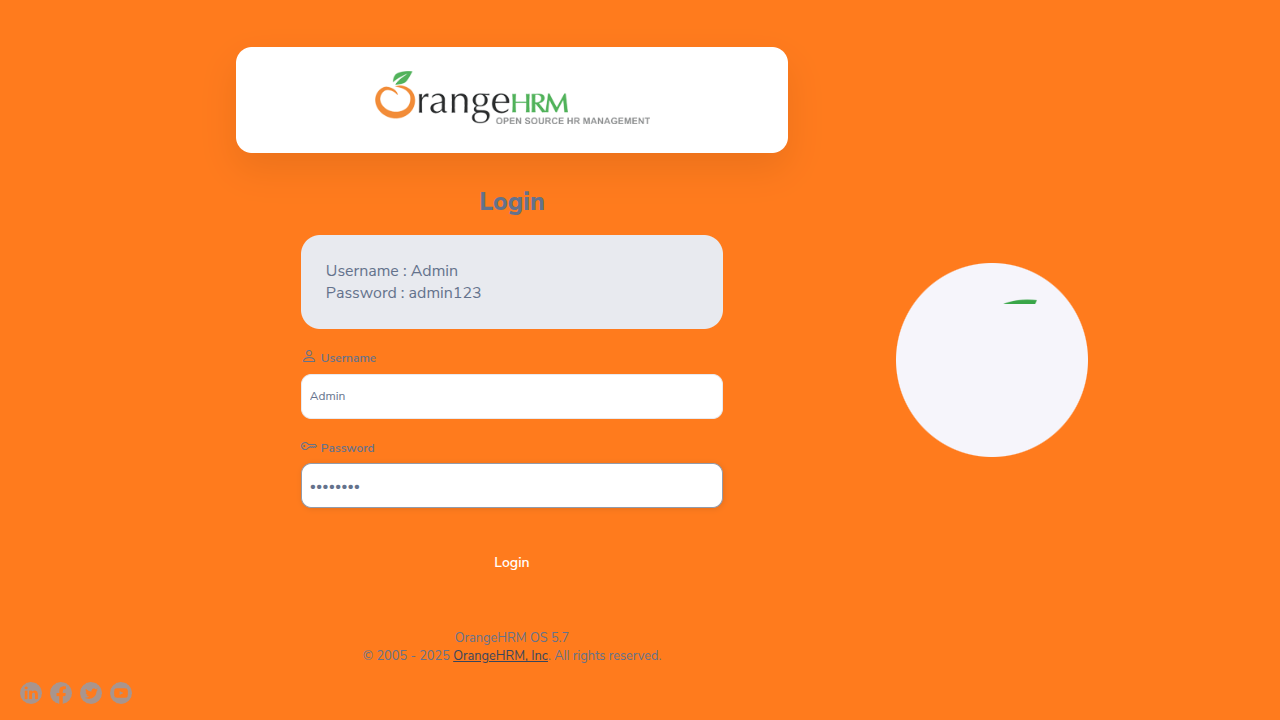 OrangeHRM
OPEN SOURCE HR MANAGEMENT
Login
Username : Admin
Password : admin123
Username
Admin
Password
••••••••
Login
OrangeHRM OS 5.7
© 2005 - 2025 OrangeHRM, Inc. All rights reserved.